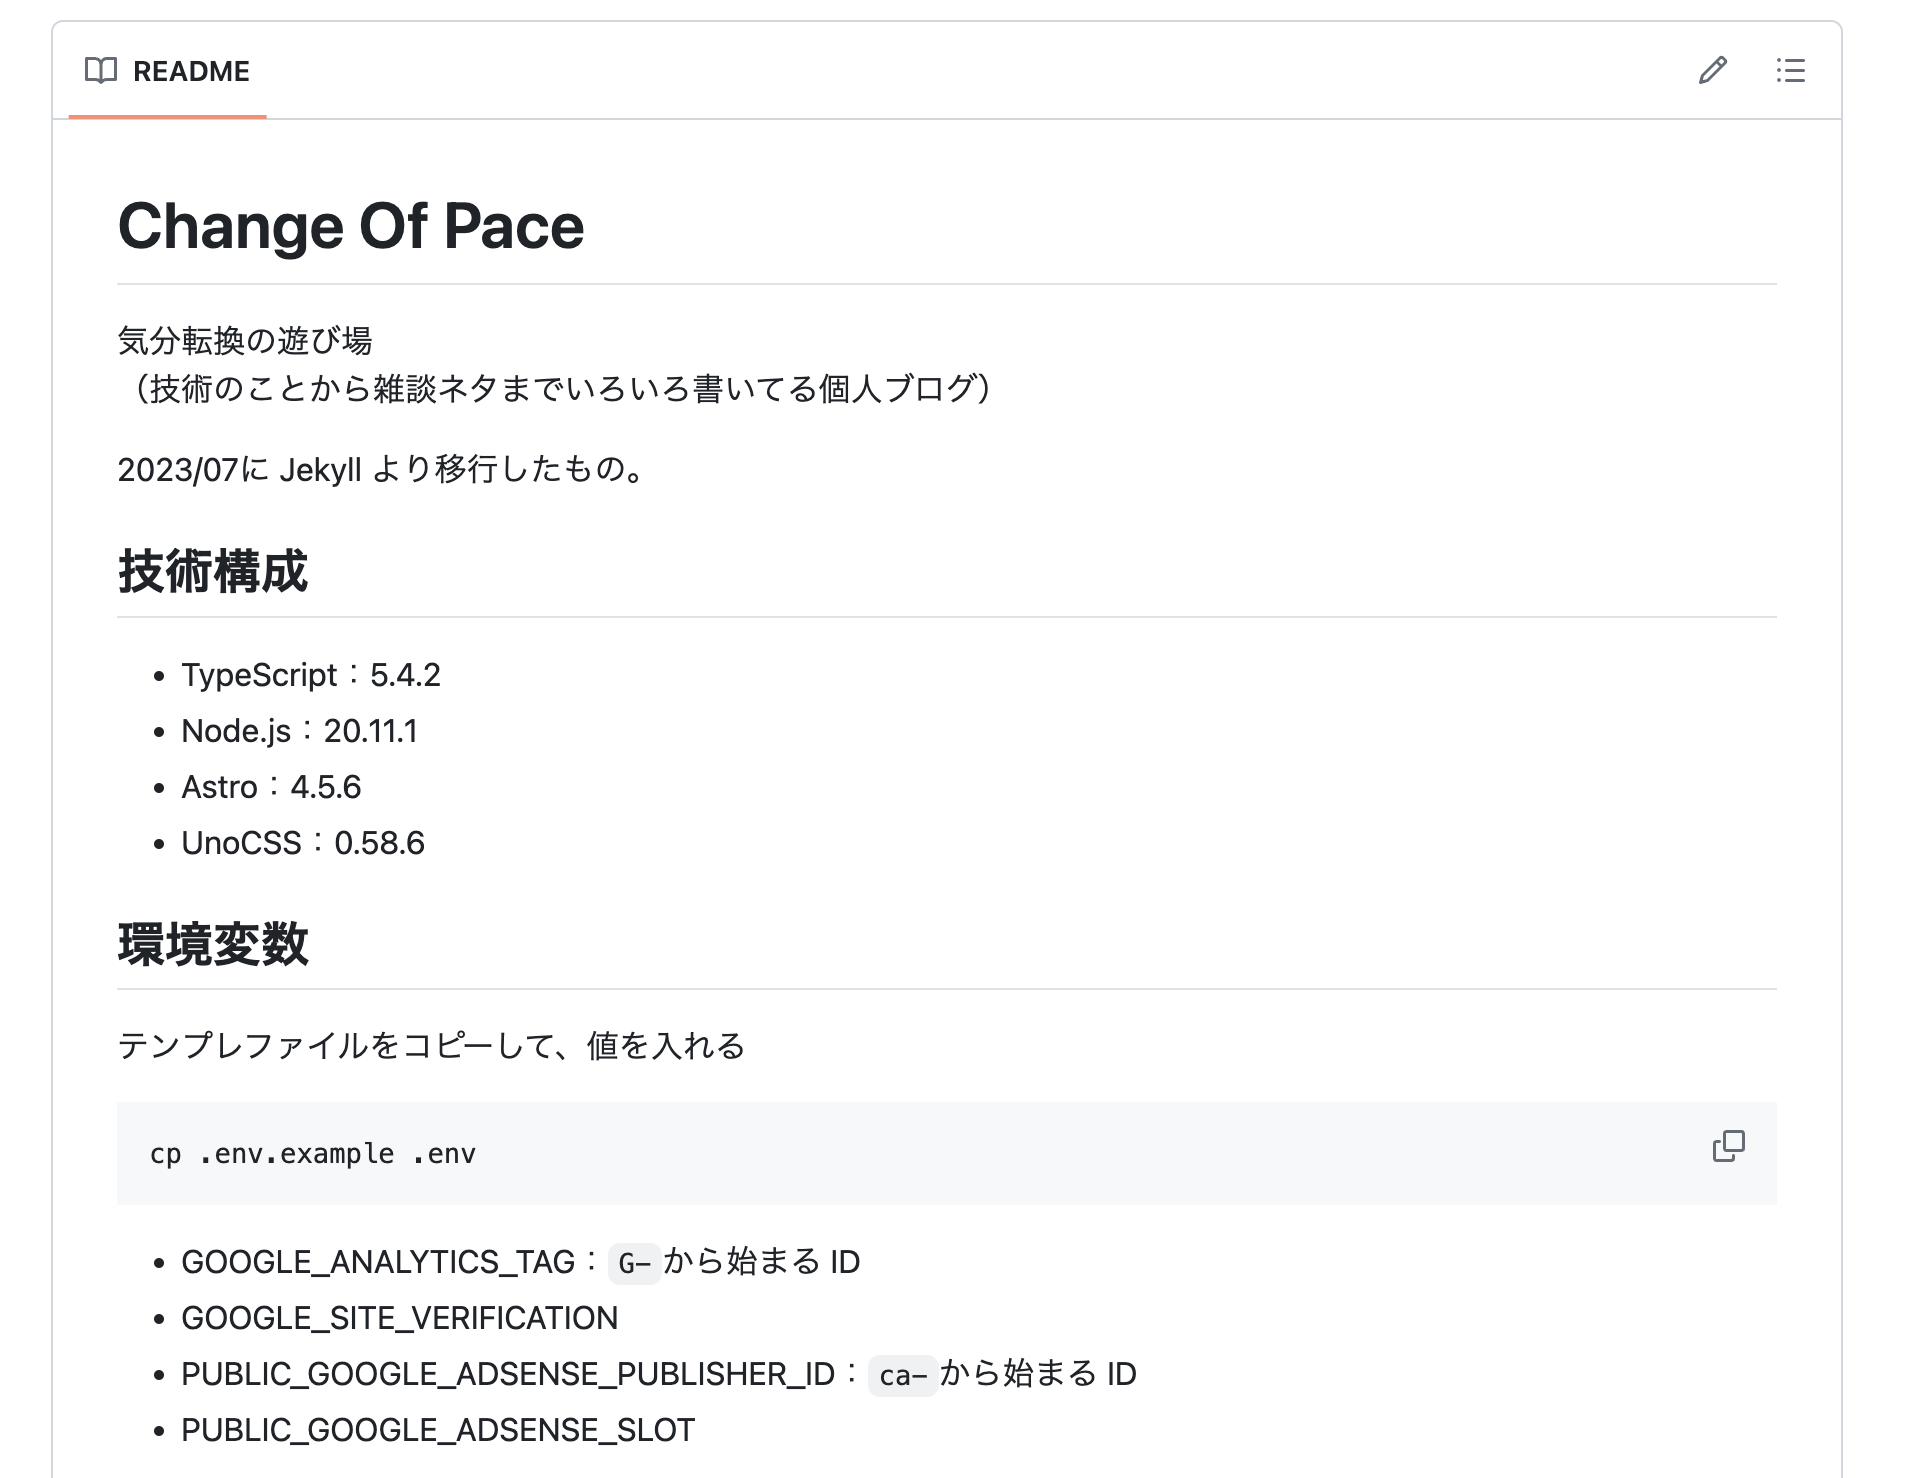 README
Change Of Pace
気分転換の遊び場
（技術のことから雑談ネタまでいろいろ書いてる個人ブログ）
2023/07に Jekyll より移行したもの。
技術構成
TypeScript：5.4.2
Node.js：20.11.1
Astro：4.5.6
UnoCSS：0.58.6
環境変数
テンプレファイルをコピーして、値を入れる
cp .env.example .env
GOOGLE_ANALYTICS_TAG：G-から始まる ID
GOOGLE_SITE_VERIFICATION
PUBLIC_GOOGLE_ADSENSE_PUBLISHER_ID：ca-から始まる ID
PUBLIC_GOOGLE_ADSENSE_SLOT